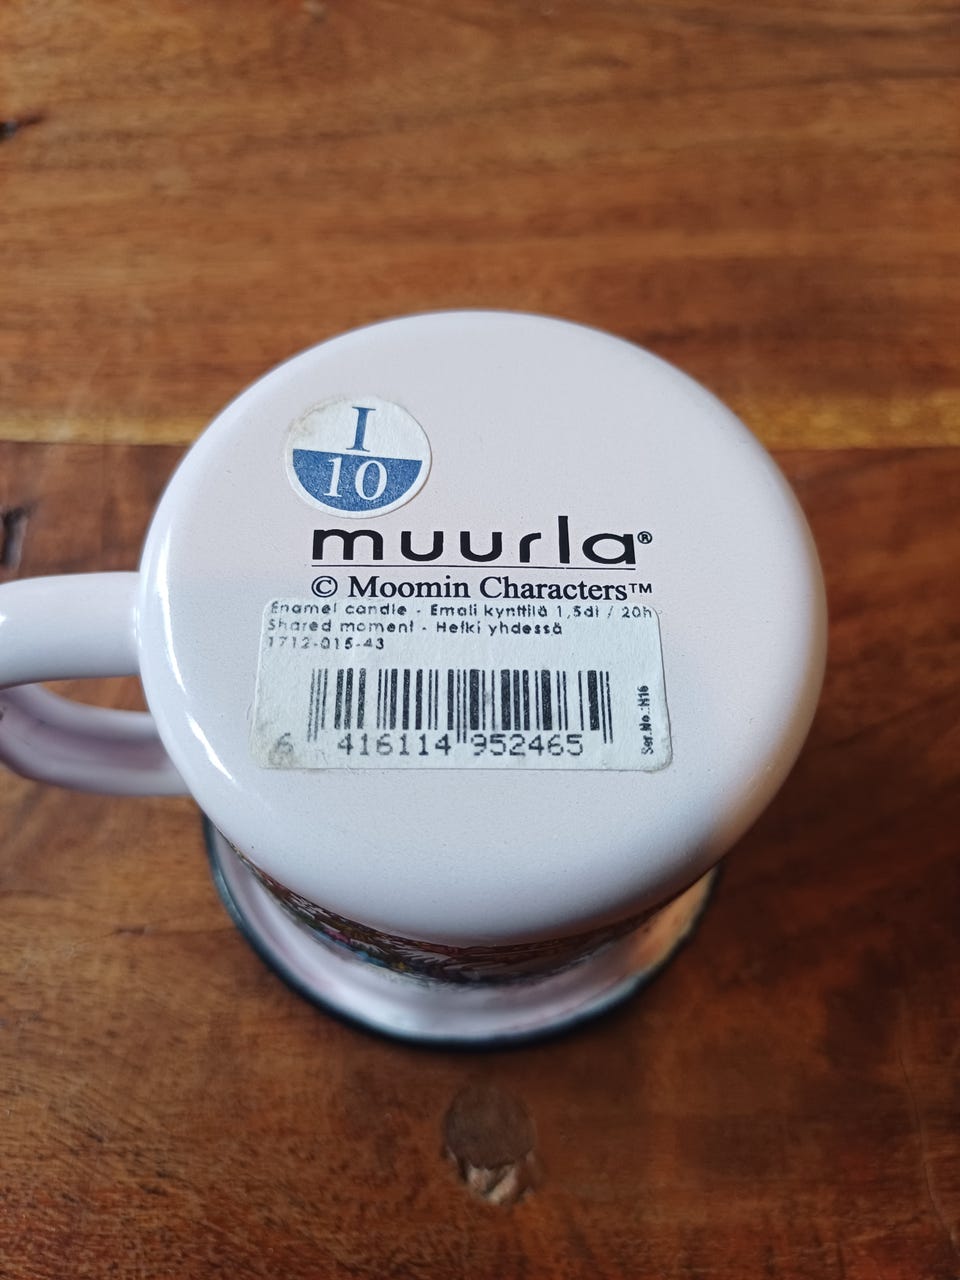 I
10
muurla®
© Moomin Characters™
Enamel candle - Emali kynttilä 1,5dl / 20h
Shared moment - Hetki yhdessä
1712-015-43
6 416114 952465
Ser.No.:H16